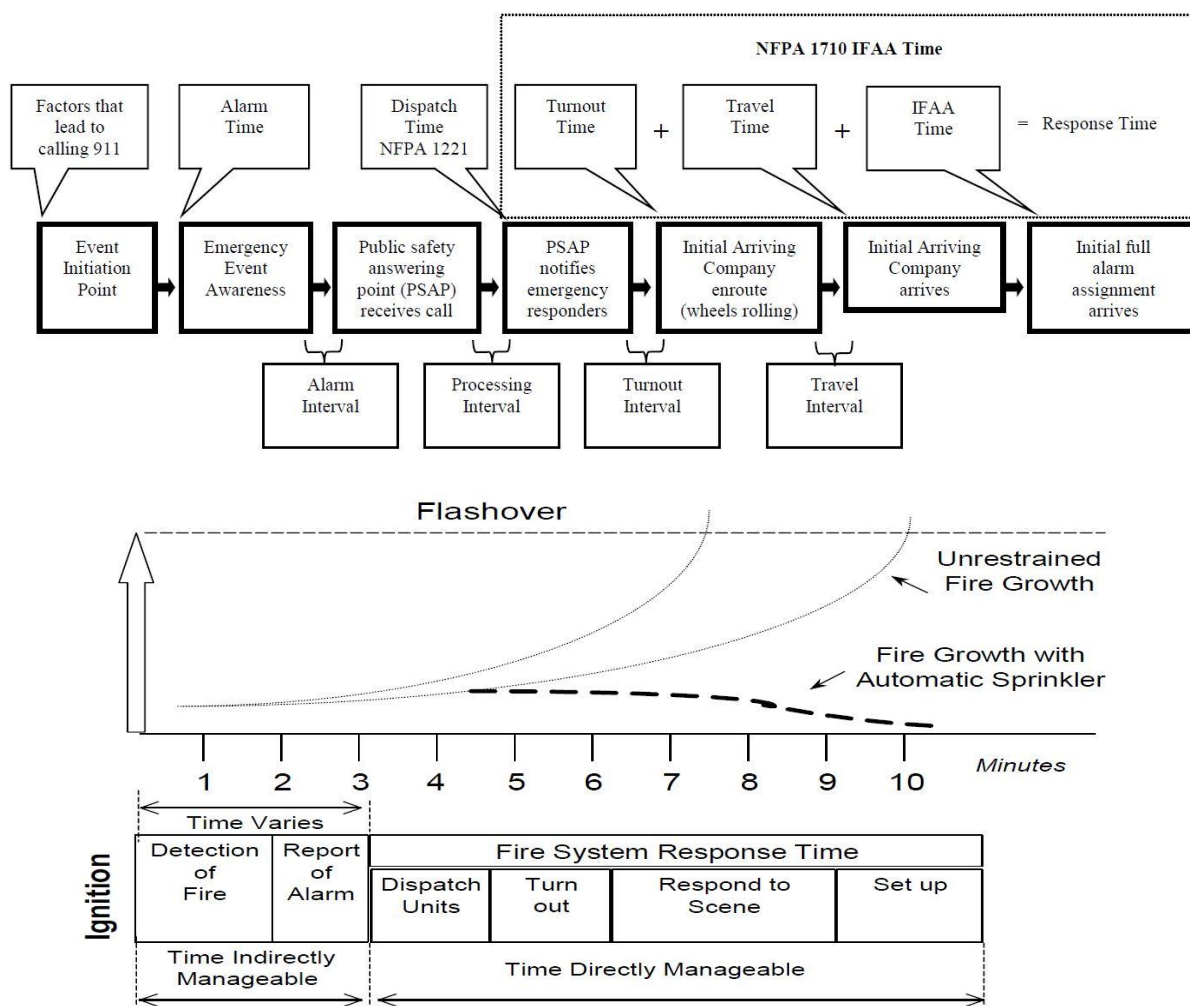 NFPA 1710 IFAA Time
Factors that
lead to
calling 911
Alarm
Time
Dispatch
Time
NFPA 1221
Turnout
Time
+
Travel
Time
+
IFAA
Time
= Response Time
Event
Initiation
Point
Emergency
Event
Awareness
Public safety
answering
point (PSAP)
receives call
PSAP
notifies
emergency
responders
Initial Arriving
Company
enroute
(wheels rolling)
Initial Arriving
Company
arrives
Initial full
alarm
assignment
arrives
Alarm
Interval
Processing
Interval
Turnout
Interval
Travel
Interval
Flashover
Unrestrained
Fire Growth
Fire Growth with
Automatic Sprinkler
1 2 3 4 5 6 7 8 9 10
Minutes
Time Varies
Ignition
Detection
of
Fire
Report
of
Alarm
Fire System Response Time
Dispatch
Units
Turn
out
Respond to
Scene
Set up
Time Indirectly
Manageable
Time Directly Manageable